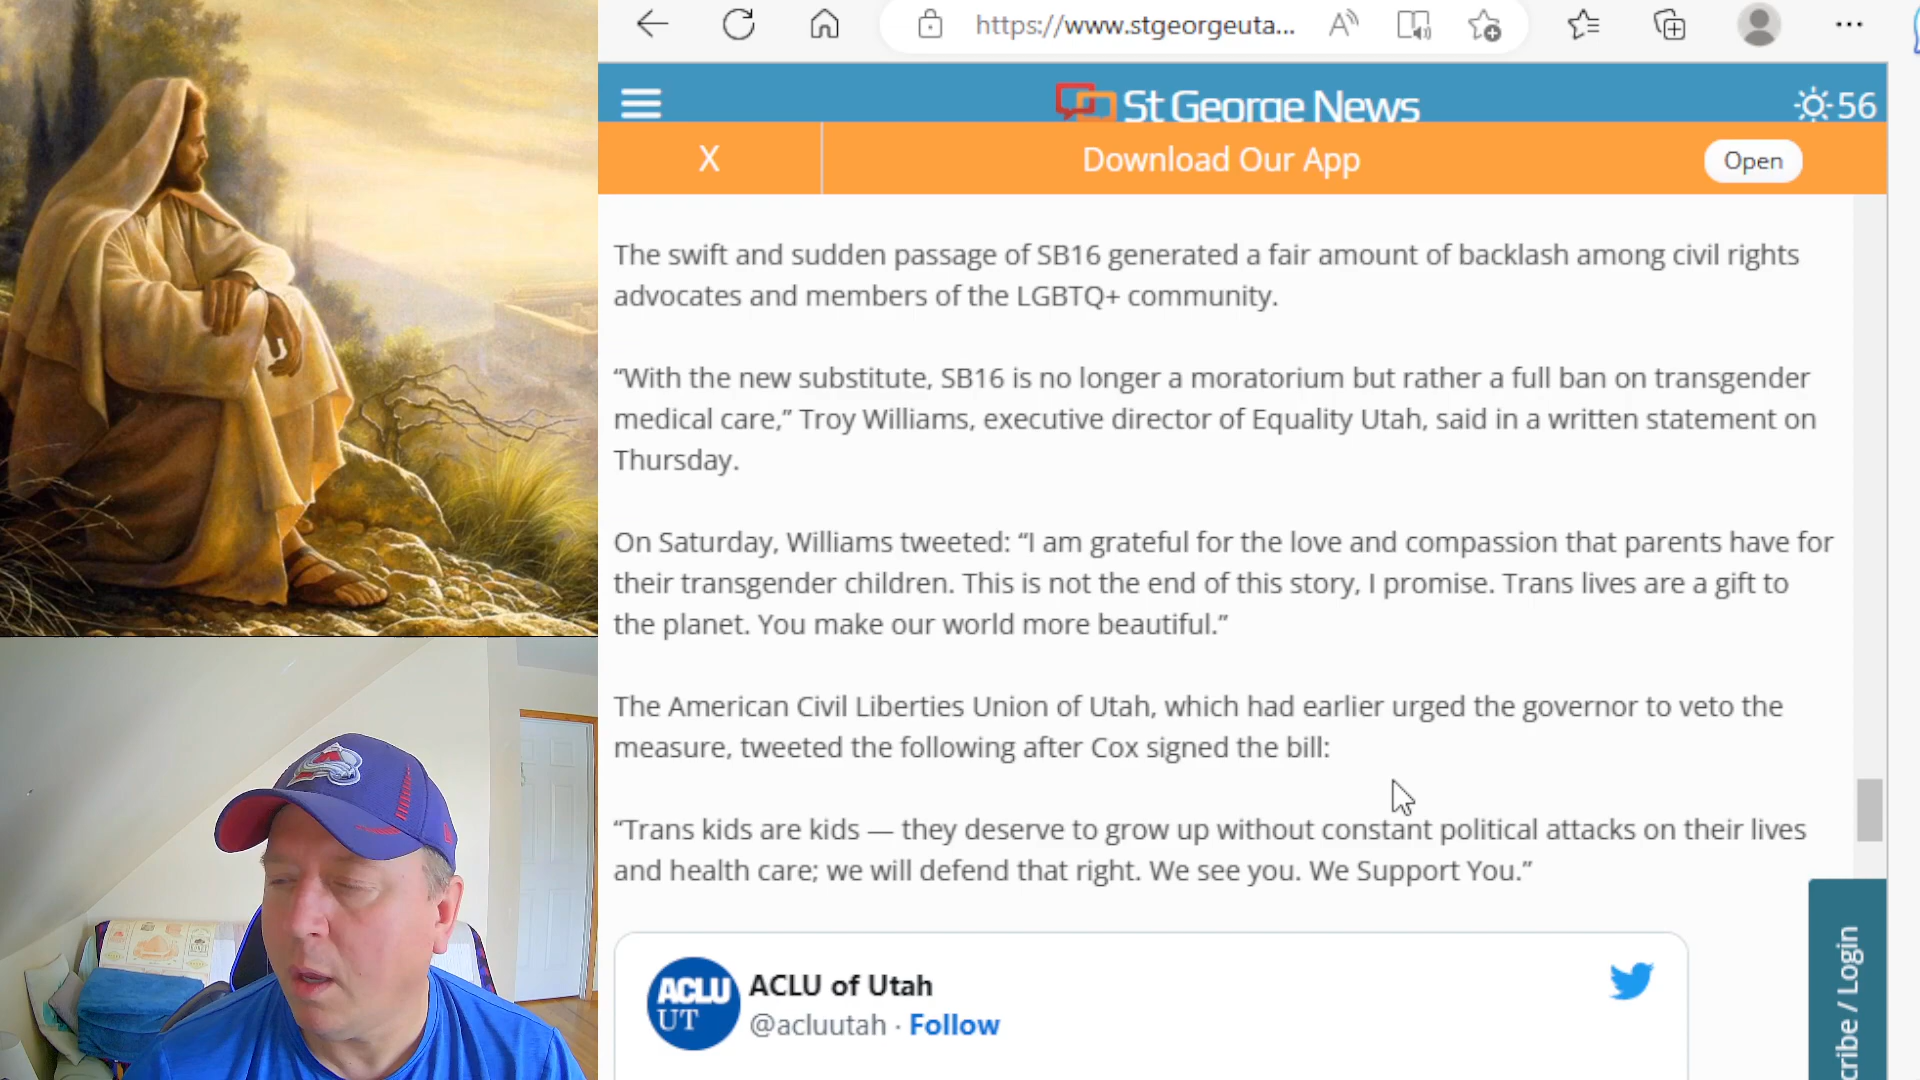 https://www.stgeorgeuta...
St George News
56
X
Download Our App
Open
The swift and sudden passage of SB16 generated a fair amount of backlash among civil rights
advocates and members of the LGBTQ+ community.
“With the new substitute, SB16 is no longer a moratorium but rather a full ban on transgender
medical care,” Troy Williams, executive director of Equality Utah, said in a written statement on
Thursday.
On Saturday, Williams tweeted: “I am grateful for the love and compassion that parents have for
their transgender children. This is not the end of this story, I promise. Trans lives are a gift to
the planet. You make our world more beautiful.”
The American Civil Liberties Union of Utah, which had earlier urged the governor to veto the
measure, tweeted the following after Cox signed the bill:
“Trans kids are kids — they deserve to grow up without constant political attacks on their lives
and health care; we will defend that right. We see you. We Support You.”
ACLU
UT
ACLU of Utah
@acluutah · Follow
cribe / Login